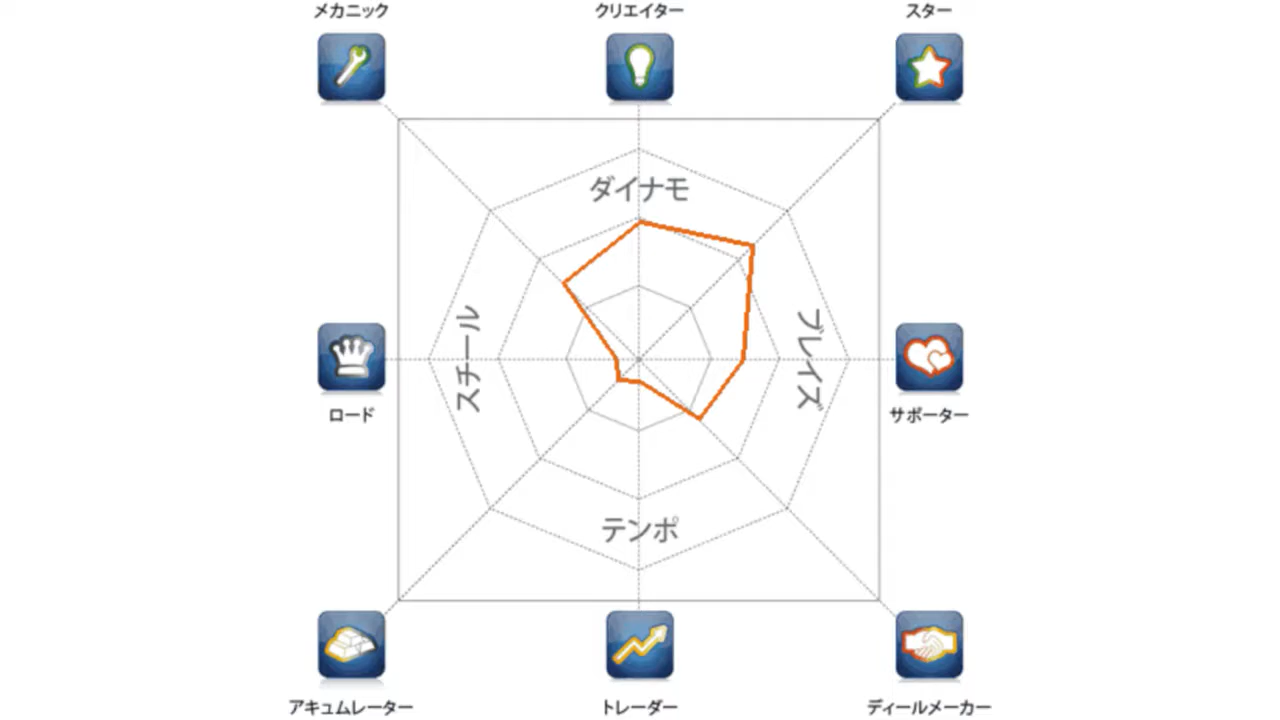 メカニック
クリエイター
スター
ダイナモ
スチール
ブレイズ
ロード
サポーター
テンポ
アキュムレーター
トレーダー
ディールメーカー